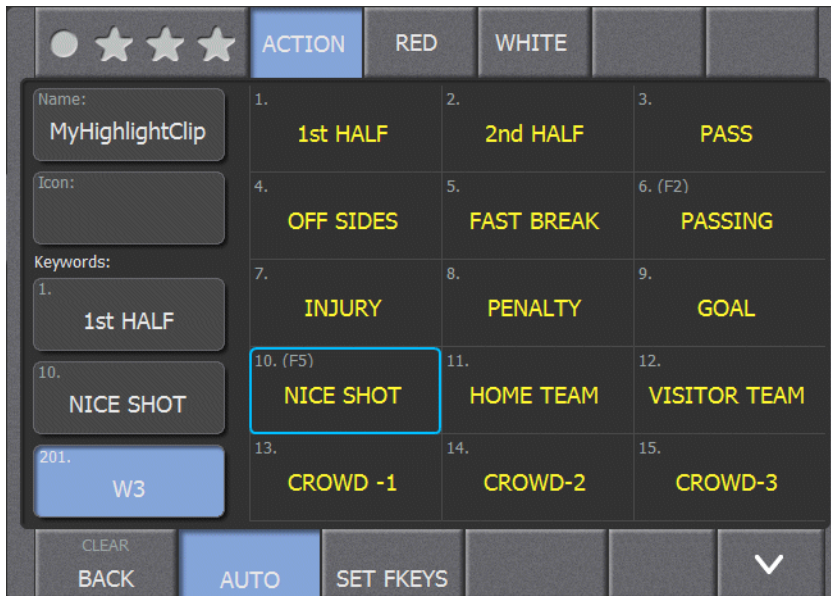 ACTION RED WHITE
Name:
MyHighlightClip
Icon:
Keywords:
1.
1st HALF
10.
NICE SHOT
201.
W3
1. 2. 3.
1st HALF 2nd HALF PASS
4. 5. 6. (F2)
OFF SIDES FAST BREAK PASSING
7. 8. 9.
INJURY PENALTY GOAL
10. (F5) 11. 12.
NICE SHOT HOME TEAM VISITOR TEAM
13. 14. 15.
CROWD -1 CROWD-2 CROWD-3
CLEAR
BACK AUTO SET FKEYS